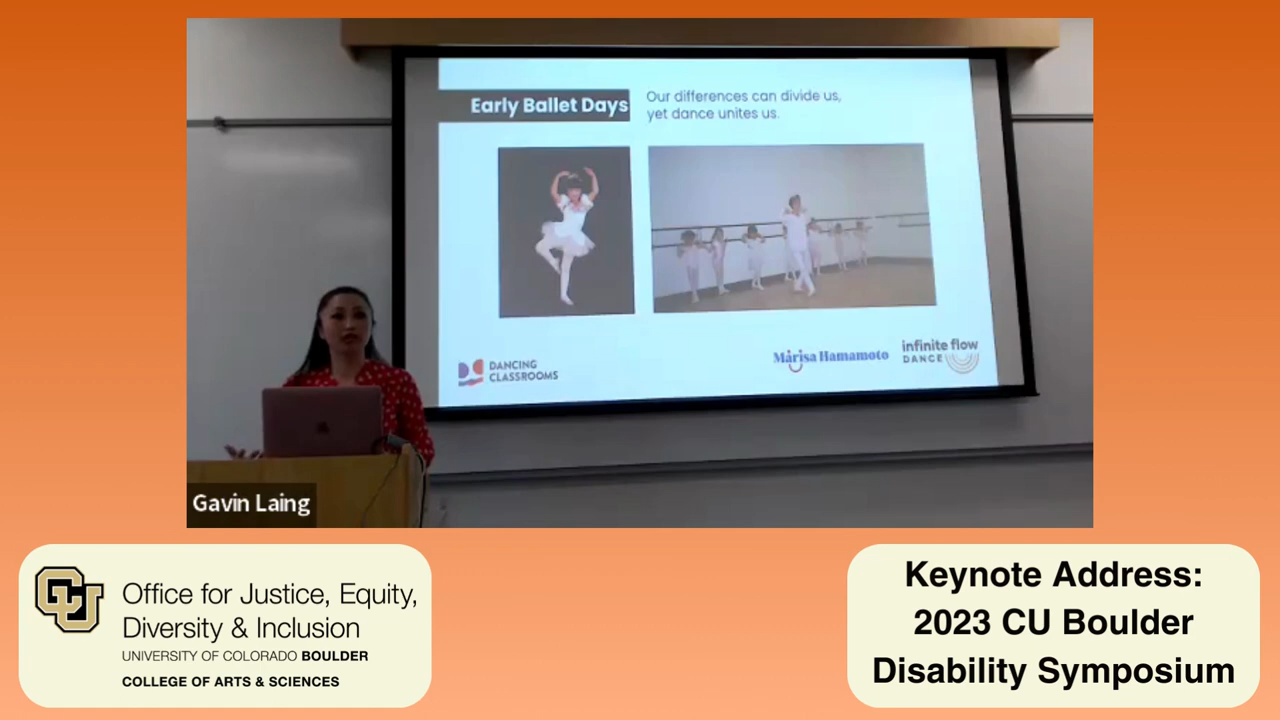 Early Ballet Days
Our differences can divide us,
yet dance unites us.
DANCING
CLASSROOMS
Marisa Hamamoto
infinite flow
DANCE
Gavin Laing
CU
Office for Justice, Equity,
Diversity & Inclusion
UNIVERSITY OF COLORADO BOULDER
COLLEGE OF ARTS & SCIENCES
Keynote Address:
2023 CU Boulder
Disability Symposium